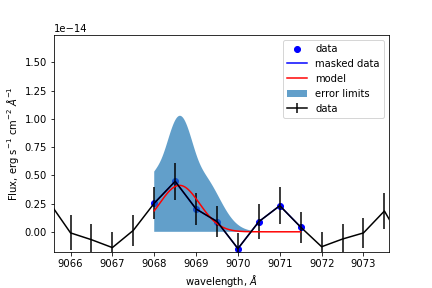 1e−14
Flux, erg s⁻¹ cm⁻² Å⁻¹
1.50
1.25
1.00
0.75
0.50
0.25
0.00
data
masked data
model
error limits
data
9066 9067 9068 9069 9070 9071 9072 9073
wavelength, Å